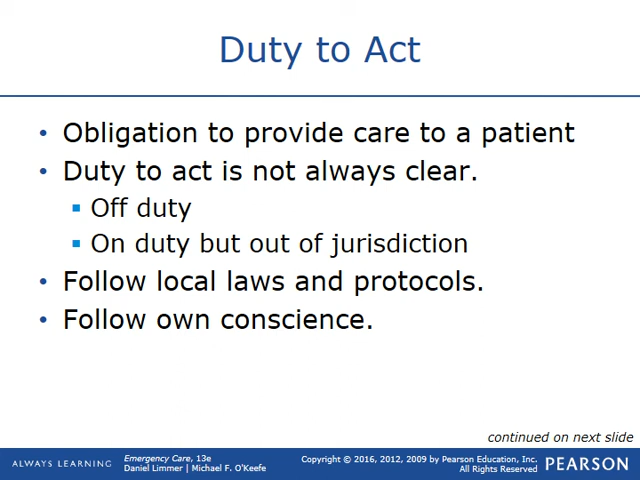 Duty to Act
• Obligation to provide care to a patient
• Duty to act is not always clear.
▪ Off duty
▪ On duty but out of jurisdiction
• Follow local laws and protocols.
• Follow own conscience.
continued on next slide
ALWAYS LEARNING
Emergency Care, 13e
Daniel Limmer | Michael F. O'Keefe
Copyright © 2016, 2012, 2009 by Pearson Education, Inc.
All Rights Reserved
PEARSON